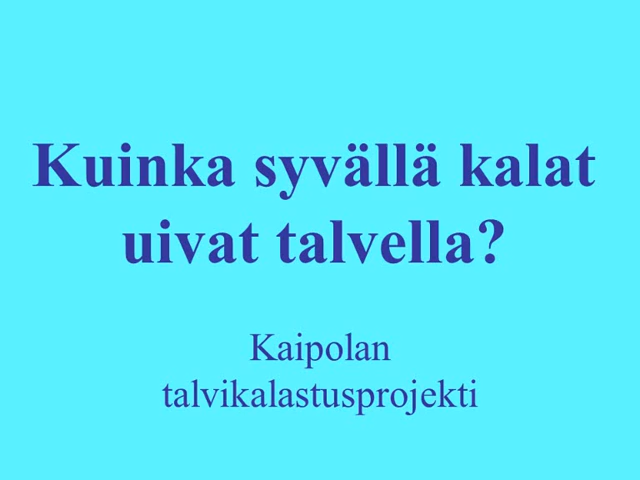 Kuinka syvällä kalat
uivat talvella?
Kaipolan
talvikalastusprojekti